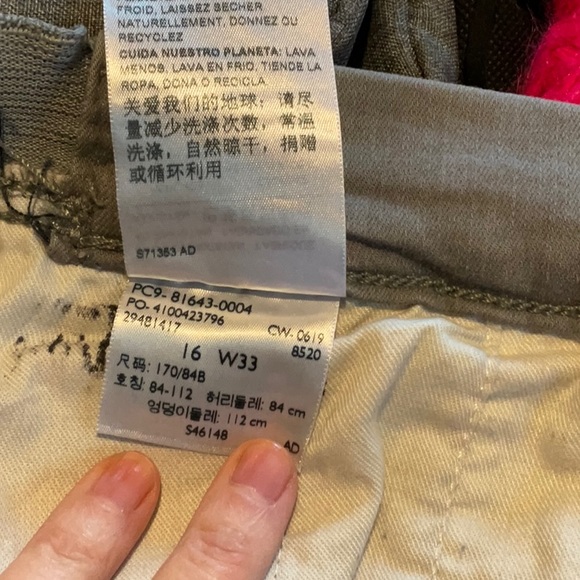 FROID, LAISSEZ SÉCHER
NATURELLEMENT, DONNEZ OU
RECYCLEZ
CUIDA NUESTRO PLANETA: LAVA
MENOS, LAVA EN FRIO, TIENDE LA
ROPA, DONA O RECICLA.
关爱我们的地球：请尽
量减少洗涤次数，常温
洗涤，自然晾干，捐赠
或循环利用
S71353 AD
PC9- 81643-0004
PO- 4100423796
29481417 CW- 0619
8520
16 W33
尺码: 170/84B
호칭: 84-112 허리둘레: 84 cm
엉덩이둘레: 112 cm
S46148
AD